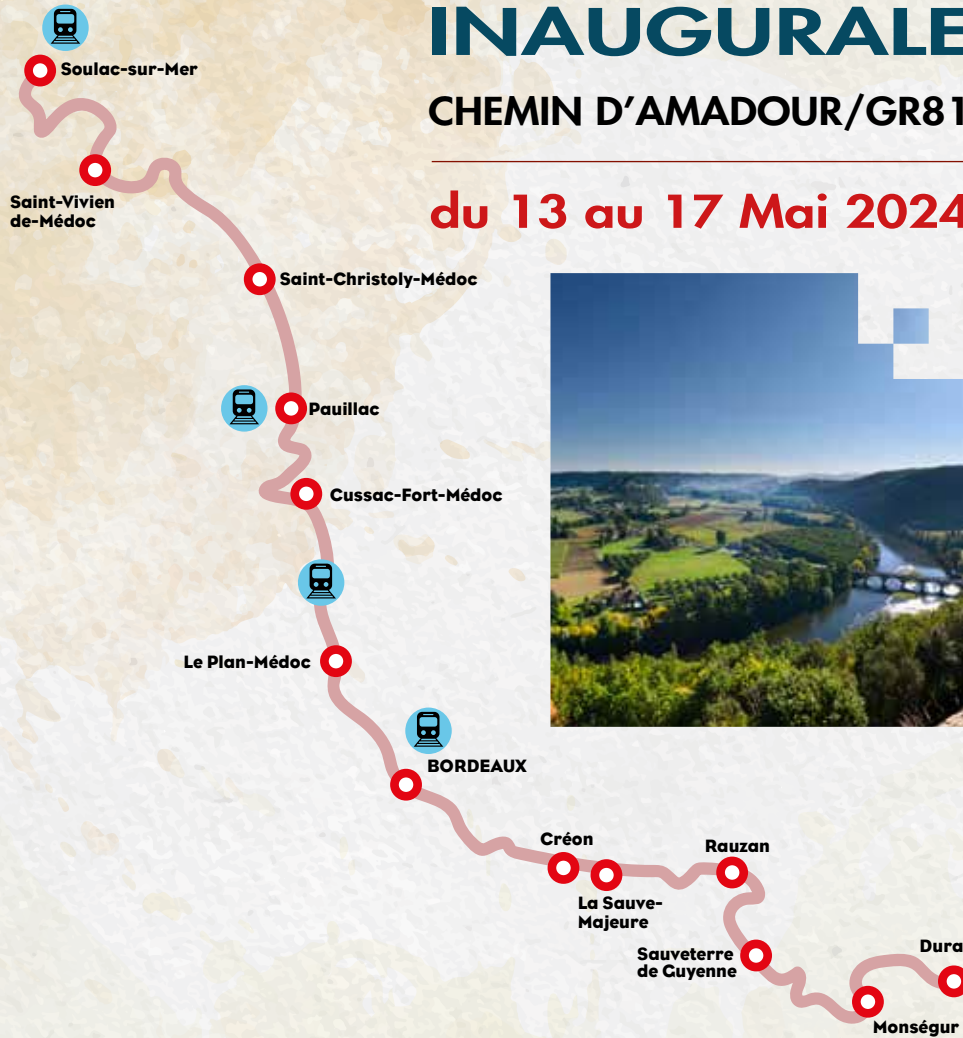 INAUGURALE
CHEMIN D'AMADOUR/GR81
du 13 au 17 Mai 2024
Soulac-sur-Mer
Saint-Vivien
de-Médoc
Saint-Christoly-Médoc
Pauillac
Cussac-Fort-Médoc
Le Plan-Médoc
BORDEAUX
Créon
La Sauve-
Majeure
Rauzan
Sauveterre
de Guyenne
Dura
Monségur